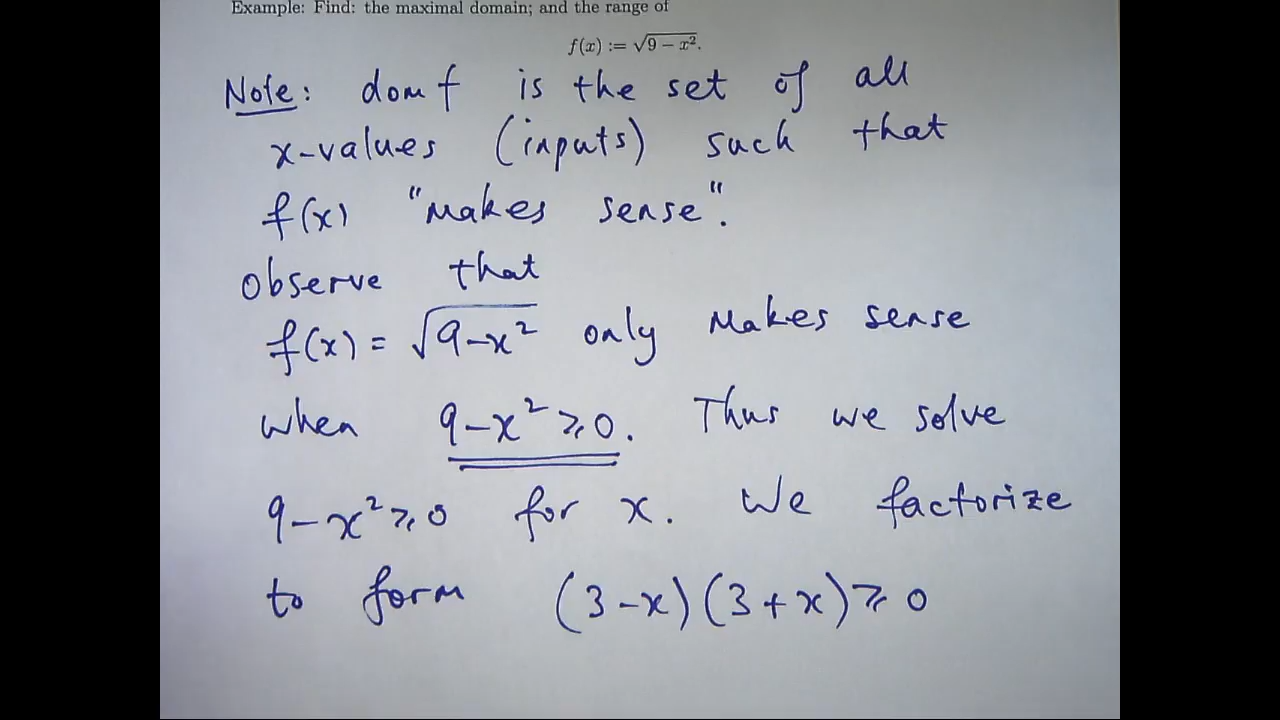 Example: Find: the maximal domain; and the range of
f(x) := √9 − x².
Note: dom f is the set of all
x-values (inputs) such that
f(x) "makes sense".
Observe that
f(x) = √9−x² only makes sense
when 9−x² ⩾ 0. Thus we solve
9−x² ⩾ 0 for x. We factorize
to form (3−x)(3+x) ⩾ 0